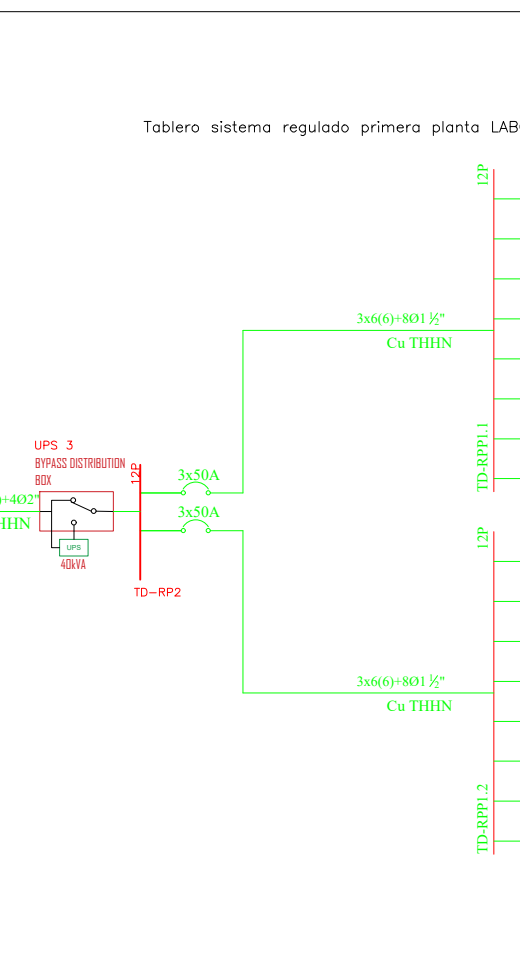 Tablero sistema regulado primera planta LAB
12P
3x6(6)+8Ø1 ½"
Cu THHN
TD-RPP1.1
UPS 3
BYPASS DISTRIBUTION
BOX
12P
3x50A
)+4Ø2"
HHN
3x50A
UPS
40kVA
TD-RP2
12P
3x6(6)+8Ø1 ½"
Cu THHN
TD-RPP1.2